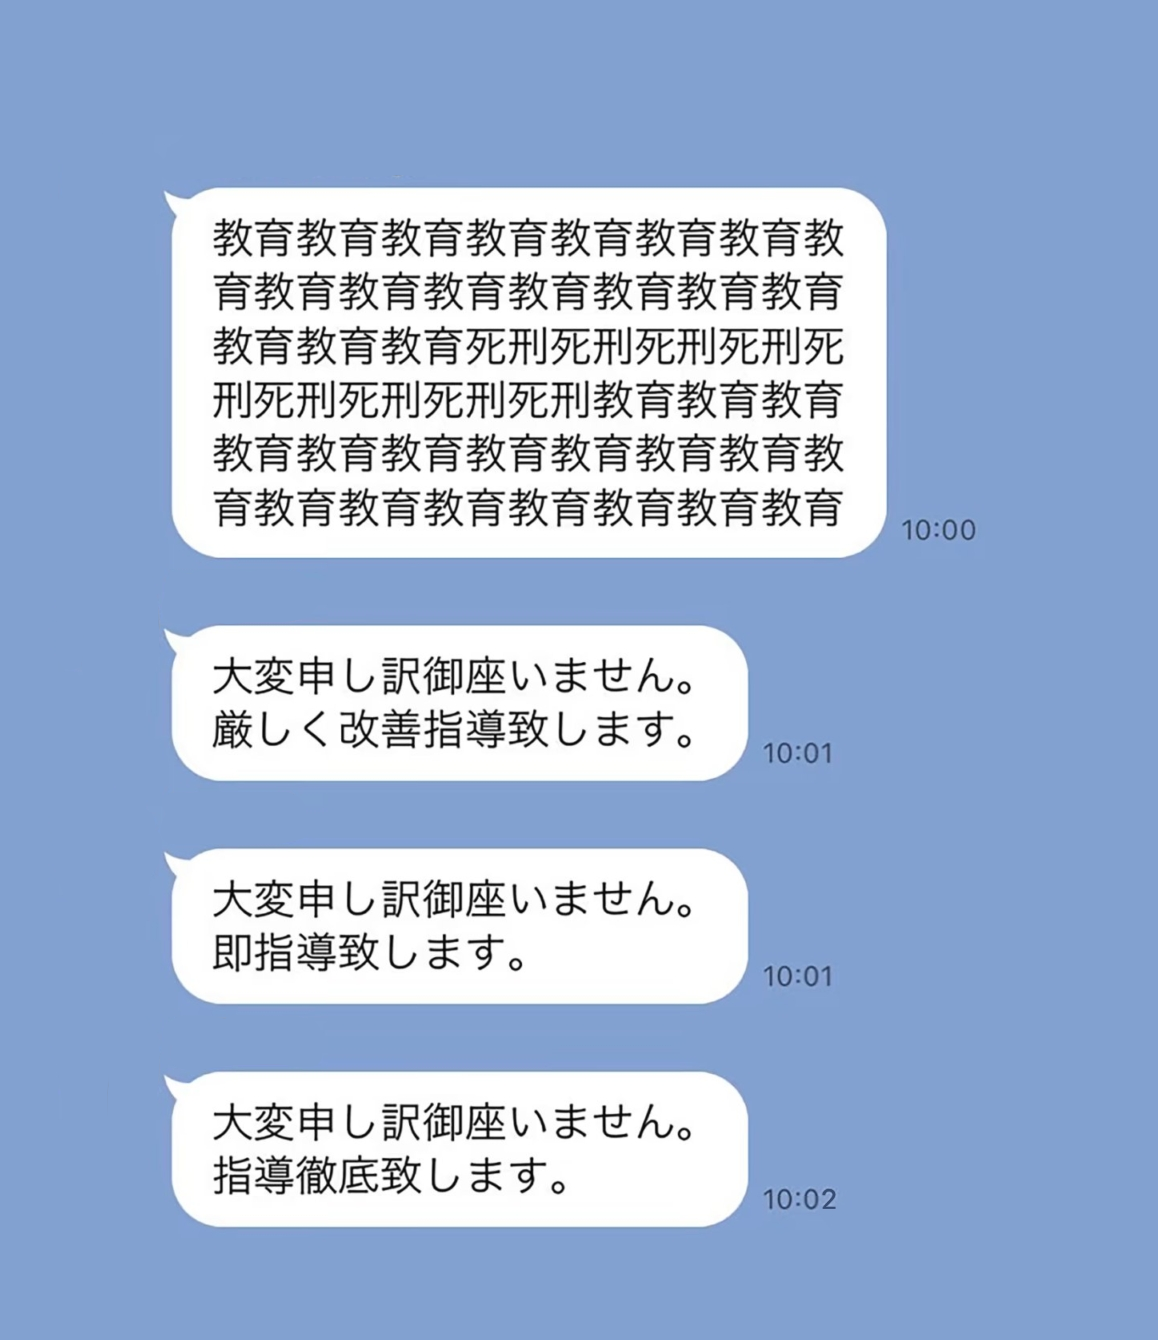 教育教育教育教育教育教育教育教
育教育教育教育教育教育教育教育
教育教育教育死刑死刑死刑死刑死
刑死刑死刑死刑死刑教育教育教育
教育教育教育教育教育教育教育教
育教育教育教育教育教育教育教育
10:00
大変申し訳御座いません。
厳しく改善指導致します。
10:01
大変申し訳御座いません。
即指導致します。
10:01
大変申し訳御座いません。
指導徹底致します。
10:02